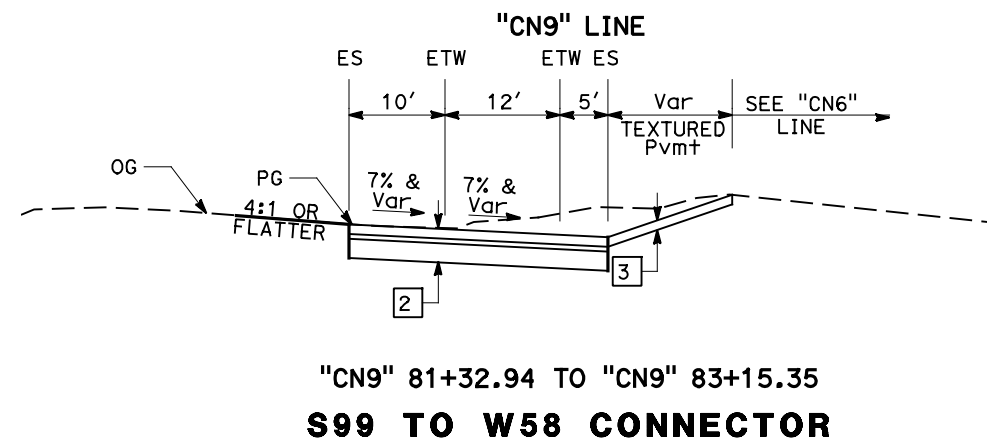 "CN9" LINE
ES ETW ETW ES
10' 12' 5' Var SEE "CN6"
TEXTURED LINE
Pvmt
OG
PG
7% & 7% &
Var Var
4:1 OR
FLATTER
3
2
"CN9" 81+32.94 TO "CN9" 83+15.35
S99 TO W58 CONNECTOR